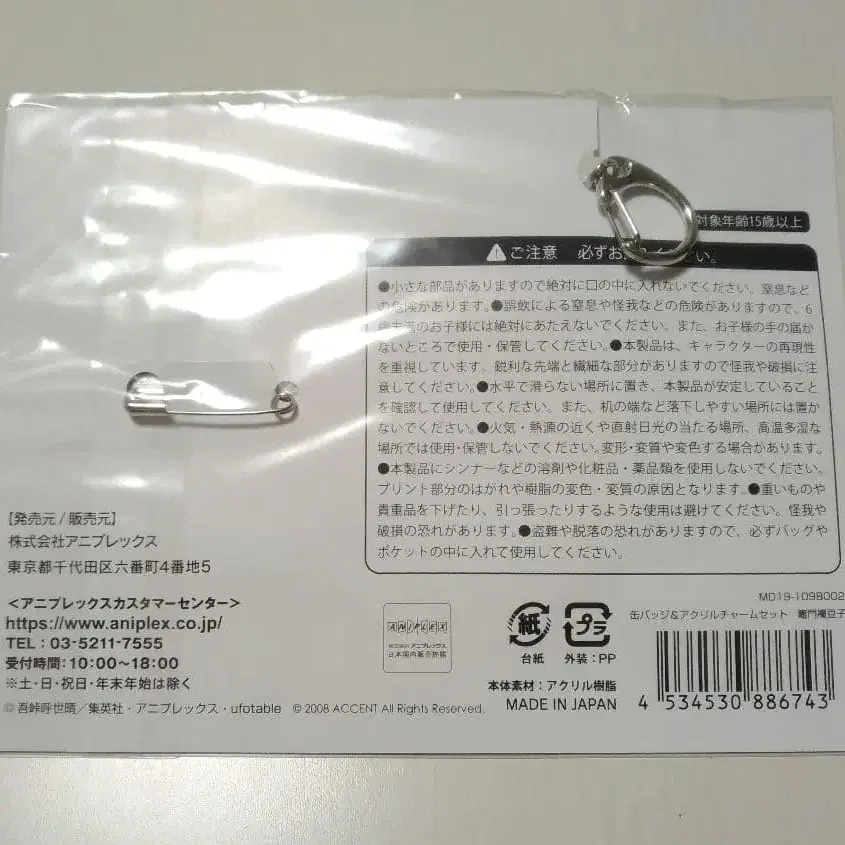 対象年齢15歳以上
ご注意 必ずお
い。
●小さな部品がありますので絶対に口の中に入れないでください。窒息など
の危険があります。●誤飲による窒息や怪我などの危険がありますので、6
歳未満のお子様には絶対にあたえないでください。また、お子様の手の届か
ないところで使用・保管してください。●本製品は、キャラクターの再現性
を重視しています。鋭利な先端と繊細な部分がありますので怪我や破損に注
意してください。●水平で滑らない場所に置き、本製品が安定していること
を確認して使用してください。また、机の端など落下しやすい場所には置か
ないでください。●火気・熱源の近くや直射日光の当たる場所、高温多湿な
場所では使用・保管しないでください。変形・変質や変色する場合があります。
●本製品にシンナーなどの溶剤や化粧品・薬品類を使用しないでください。
プリント部分のはがれや樹脂の変色・変質の原因となります。●重いものや
貴重品を下げたり、引っ張ったりするような使用は避けてください。怪我や
破損の恐れがあります。●盗難や脱落の恐れがありますので、必ずバッグや
ポケットの中に入れて使用してください。
【発売元/販売元】
株式会社アニプレックス
東京都千代田区六番町4番地5
<アニプレックスカスタマーセンター>
https://www.aniplex.co.jp/
TEL：03-5211-7555
受付時間：10:00〜18:00
※土・日・祝日・年末年始は除く
ANIPLEX
株式会社アニプレックス
日本国内販売許諾
紙
台紙
プラ
外装：PP
本体素材：アクリル樹脂
MADE IN JAPAN
MD19-1098002
缶バッジ&アクリルチャームセット 竈門禰豆子
4 534530 886743
© 吾峠呼世晴／集英社・アニプレックス・ufotable © 2008 ACCENT All Rights Reserved.